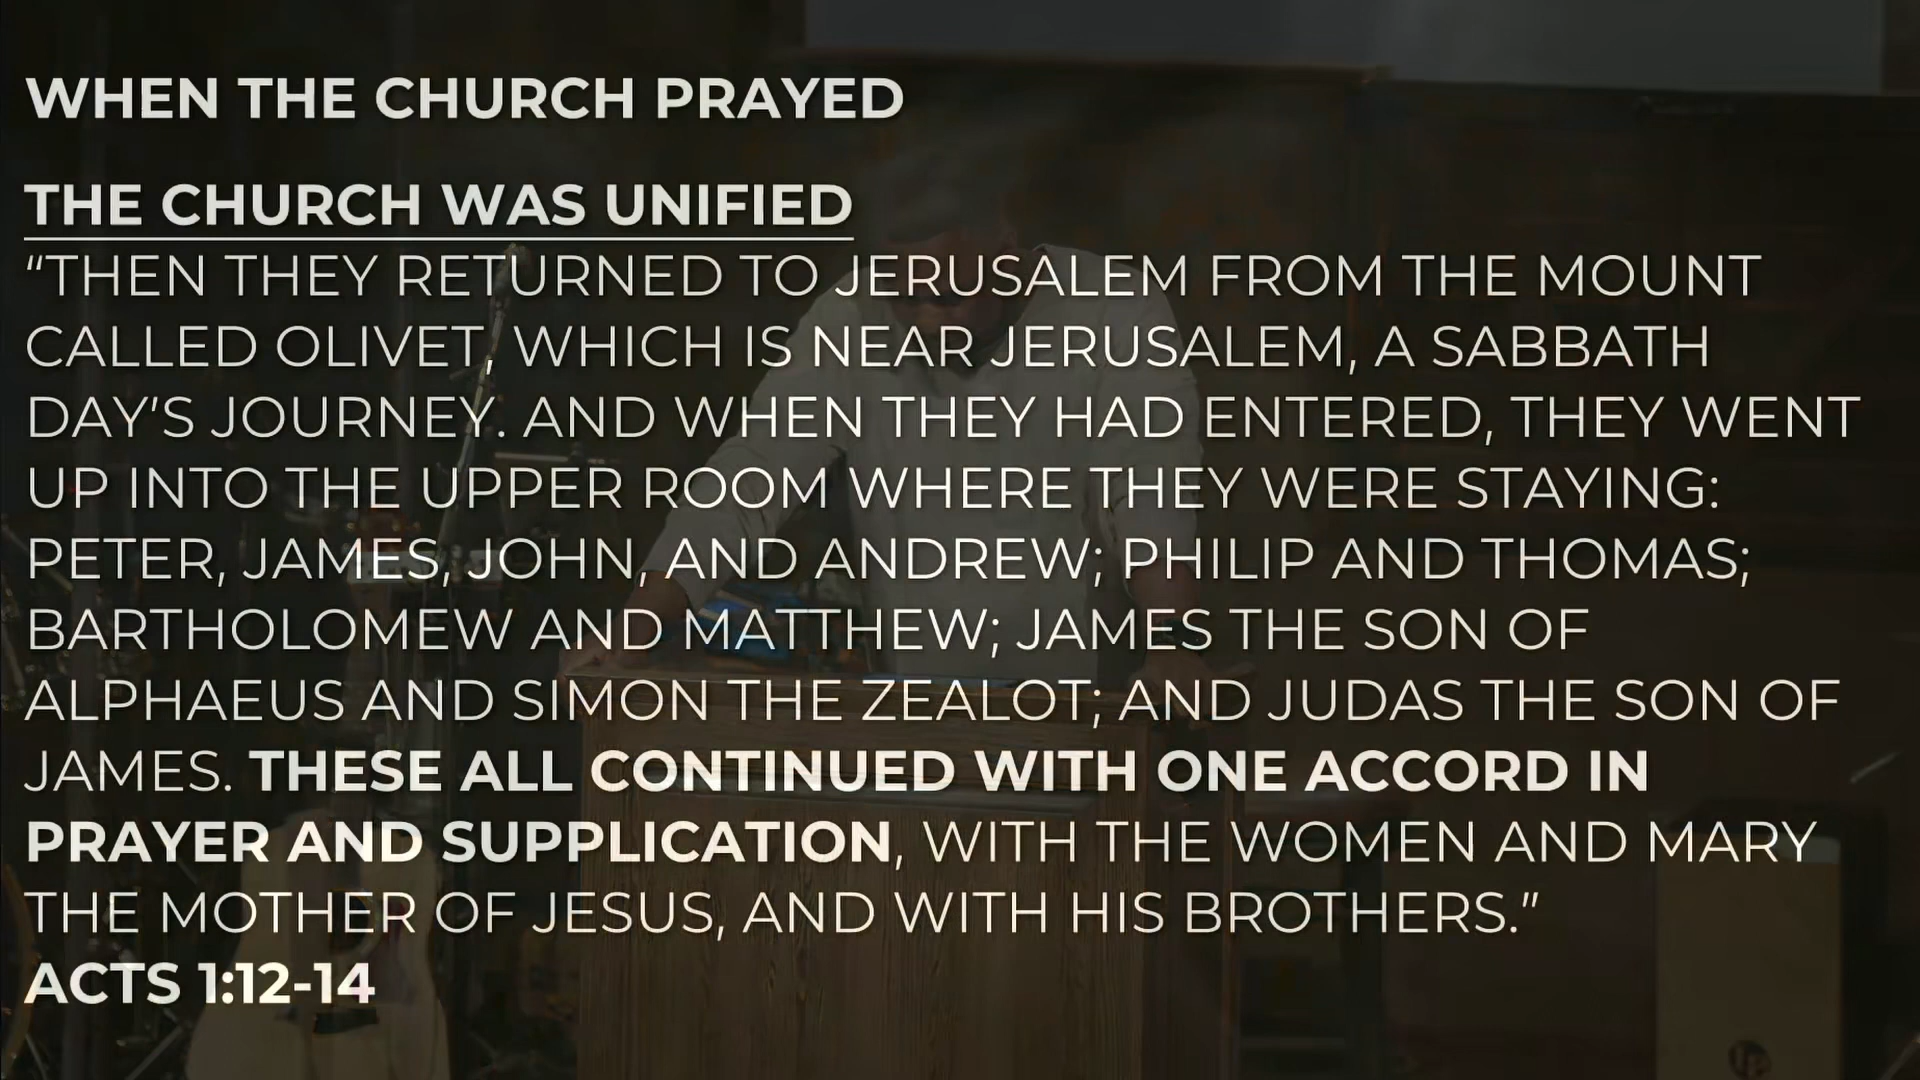 WHEN THE CHURCH PRAYED
THE CHURCH WAS UNIFIED
“THEN THEY RETURNED TO JERUSALEM FROM THE MOUNT
CALLED OLIVET, WHICH IS NEAR JERUSALEM, A SABBATH
DAY'S JOURNEY. AND WHEN THEY HAD ENTERED, THEY WENT
UP INTO THE UPPER ROOM WHERE THEY WERE STAYING:
PETER, JAMES, JOHN, AND ANDREW; PHILIP AND THOMAS;
BARTHOLOMEW AND MATTHEW; JAMES THE SON OF
ALPHAEUS AND SIMON THE ZEALOT; AND JUDAS THE SON OF
JAMES. THESE ALL CONTINUED WITH ONE ACCORD IN
PRAYER AND SUPPLICATION, WITH THE WOMEN AND MARY
THE MOTHER OF JESUS, AND WITH HIS BROTHERS.”
ACTS 1:12-14